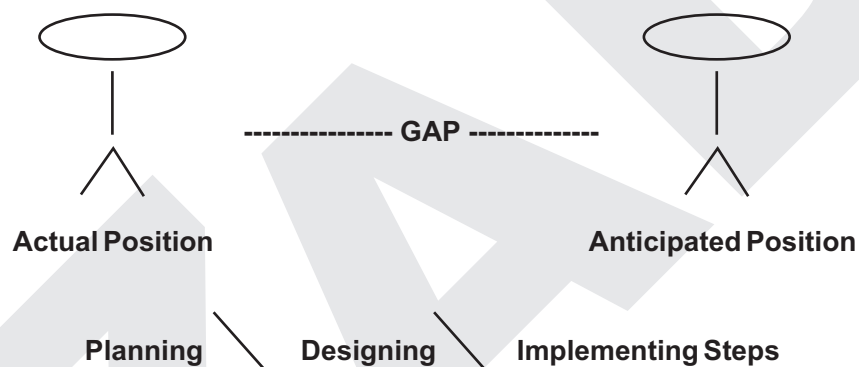 ---------------- GAP --------------
Actual Position Anticipated Position
Planning Designing Implementing Steps